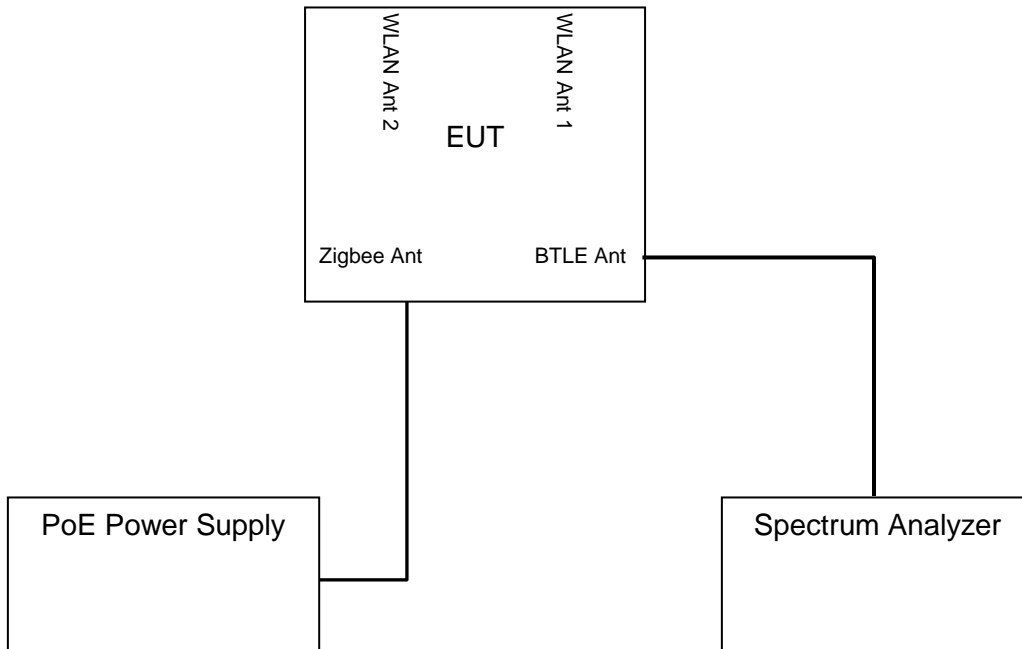 WLAN Ant 2
WLAN Ant 1
EUT
Zigbee Ant
BTLE Ant
PoE Power Supply
Spectrum Analyzer